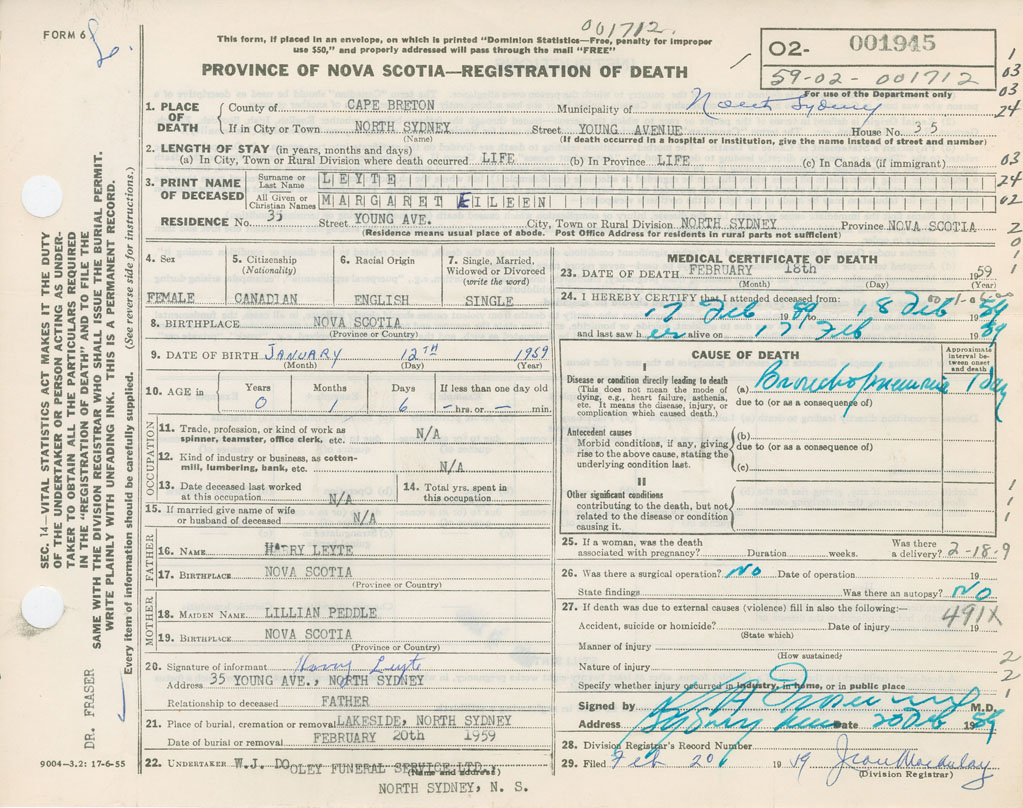 FORM 6
001712
This form, if placed in an envelope, on which is printed "Dominion Statistics—Free, penalty for improper
use $50," and properly addressed will pass through the mail "FREE"
PROVINCE OF NOVA SCOTIA—REGISTRATION OF DEATH
02- 001945
59-02-001712
For use of the Department only
1. PLACE OF DEATH County of CAPE BRETON Municipality of North Sydney
If in City or Town NORTH SYDNEY Street YOUNG AVENUE House No. 35
(Name) (If death occurred in a hospital or institution, give the name instead of street and number)
2. LENGTH OF STAY (in years, months and days)
(a) In City, Town or Rural Division where death occurred LIFE (b) In Province LIFE (c) In Canada (if immigrant)
3. PRINT NAME OF DECEASED Surname or Last Name LEYTE
All Given or Christian Names MARGARET EILEEN
RESIDENCE No. 35 Street YOUNG AVE. City, Town or Rural Division NORTH SYDNEY Province NOVA SCOTIA
(Residence means usual place of abode. Post Office Address for residents in rural parts not sufficient)
4. Sex 5. Citizenship (Nationality) 6. Racial Origin 7. Single, Married, Widowed or Divorced (write the word)
FEMALE CANADIAN ENGLISH SINGLE
8. BIRTHPLACE NOVA SCOTIA
(Province or Country)
9. DATE OF BIRTH JANUARY 12TH 1959
(Month) (Day) (Year)
10. AGE in Years Months Days If less than one day old
0 1 6 — hrs. or — min.
OCCUPATION
11. Trade, profession, or kind of work as spinner, teamster, office clerk, etc. N/A
12. Kind of industry or business, as cotton-mill, lumbering, bank, etc. N/A
13. Date deceased last worked at this occupation N/A 14. Total yrs. spent in this occupation
15. If married give name of wife or husband of deceased N/A
FATHER
16. NAME HARRY LEYTE
17. BIRTHPLACE NOVA SCOTIA
(Province or Country)
MOTHER
18. MAIDEN NAME LILLIAN PEDDLE
19. BIRTHPLACE NOVA SCOTIA
(Province or Country)
20. Signature of informant Harry Leyte
Address 35 YOUNG AVE., NORTH SYDNEY
Relationship to deceased FATHER
21. Place of burial, cremation or removal LAKESIDE, NORTH SYDNEY
Date of burial or removal FEBRUARY 20th 1959
22. UNDERTAKER W.J. DOOLEY FUNERAL SERVICE LTD.,
(Name and address)
NORTH SYDNEY, N. S.
MEDICAL CERTIFICATE OF DEATH
23. DATE OF DEATH FEBRUARY 18th 1959
(Month) (Day) (Year)
24. I HEREBY CERTIFY that I attended deceased from:
17 Feb 1959 to 18 Feb 1959
and last saw her alive on 17 Feb 1959
CAUSE OF DEATH
Approximate interval between onset and death
I
Disease or condition directly leading to death (a) Bronchopneumonia 1 day
(This does not mean the mode of dying, e.g., heart failure, asthenia, etc. It means the disease, injury, or complication which caused death.)
due to (or as a consequence of)
Antecedent causes
Morbid conditions, if any, giving rise to the above cause, stating the underlying condition last.
(b)
due to (or as a consequence of)
(c)
II
Other significant conditions
contributing to the death, but not related to the disease or condition causing it.
25. If a woman, was the death associated with pregnancy? Duration weeks. Was there a delivery? 2-18-9
26. Was there a surgical operation? No Date of operation 19
State findings Was there an autopsy? No
27. If death was due to external causes (violence) fill in also the following:—
491X
Accident, suicide or homicide? Date of injury 19
(State which)
Manner of injury
(How sustained)
Nature of injury
Specify whether injury occurred in industry, in home, or in public place
Signed by M.D.
Address Sydney Mines Date 20 Feb 1959
28. Division Registrar's Record Number
29. Filed Feb 20 1959 Jean Macaulay
(Division Registrar)
1
03
03
24
03
24
02
2
0
1
1
1
1
1
2
2
1
SEC. 14—VITAL STATISTICS ACT MAKES IT THE DUTY
OF THE UNDERTAKER OR PERSON ACTING AS UNDER-
TAKER TO OBTAIN ALL THE PARTICULARS REQUIRED
IN THE "REGISTRATION OF DEATH" AND TO FILE THE
SAME WITH THE DIVISION REGISTRAR WHO SHALL ISSUE THE BURIAL PERMIT.
WRITE PLAINLY WITH UNFADING INK. THIS IS A PERMANENT RECORD.
Every item of information should be carefully supplied. (See reverse side for instructions.)
DR. FRASER
9004—3.2: 17-6-55